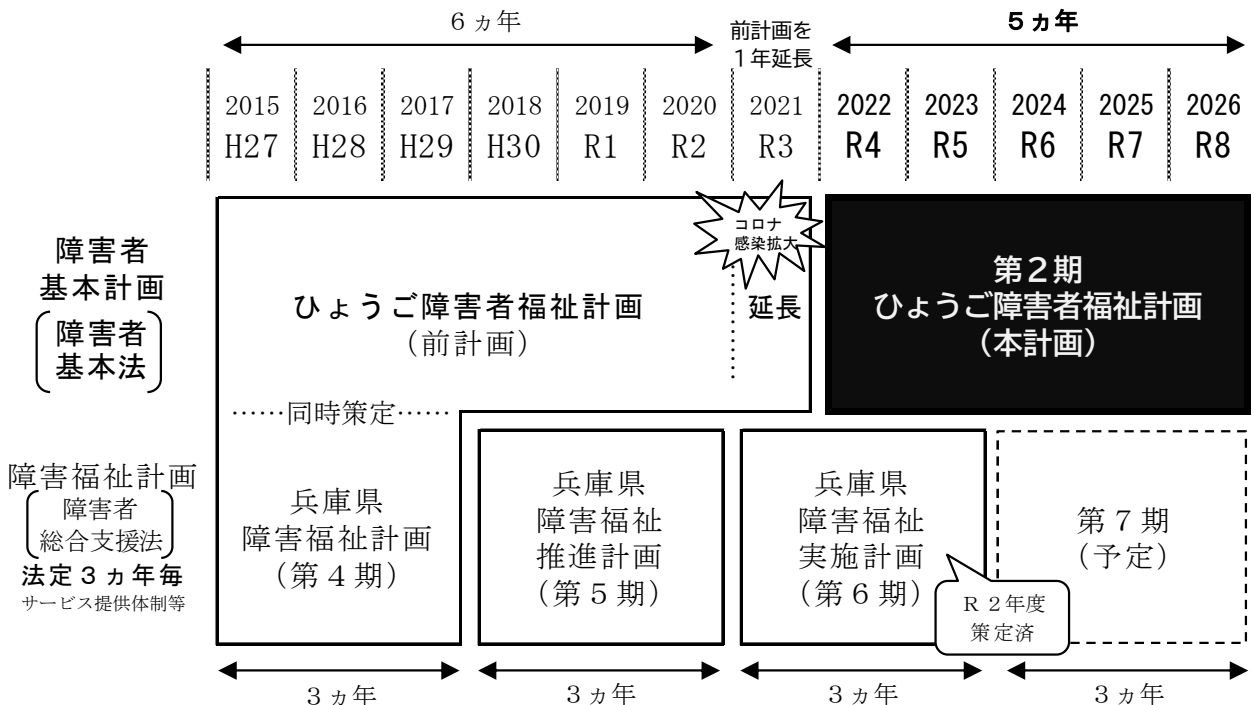 ６ヵ年
前計画を
１年延長
５ヵ年
2015 2016 2017 2018 2019 2020 2021 2022 2023 2024 2025 2026
H27 H28 H29 H30 R1 R2 R3 R4 R5 R6 R7 R8
障害者
基本計画
障害者
基本法
ひょうご障害者福祉計画
（前計画）
コロナ
感染拡大
延長
第２期
ひょうご障害者福祉計画
（本計画）
……同時策定……
障害福祉計画
障害者
総合支援法
法定３ヵ年毎
サービス提供体制等
兵庫県
障害福祉計画
（第４期）
兵庫県
障害福祉
推進計画
（第５期）
兵庫県
障害福祉
実施計画
（第６期）
Ｒ２年度
策定済
第７期
（予定）
３ヵ年 ３ヵ年 ３ヵ年 ３ヵ年